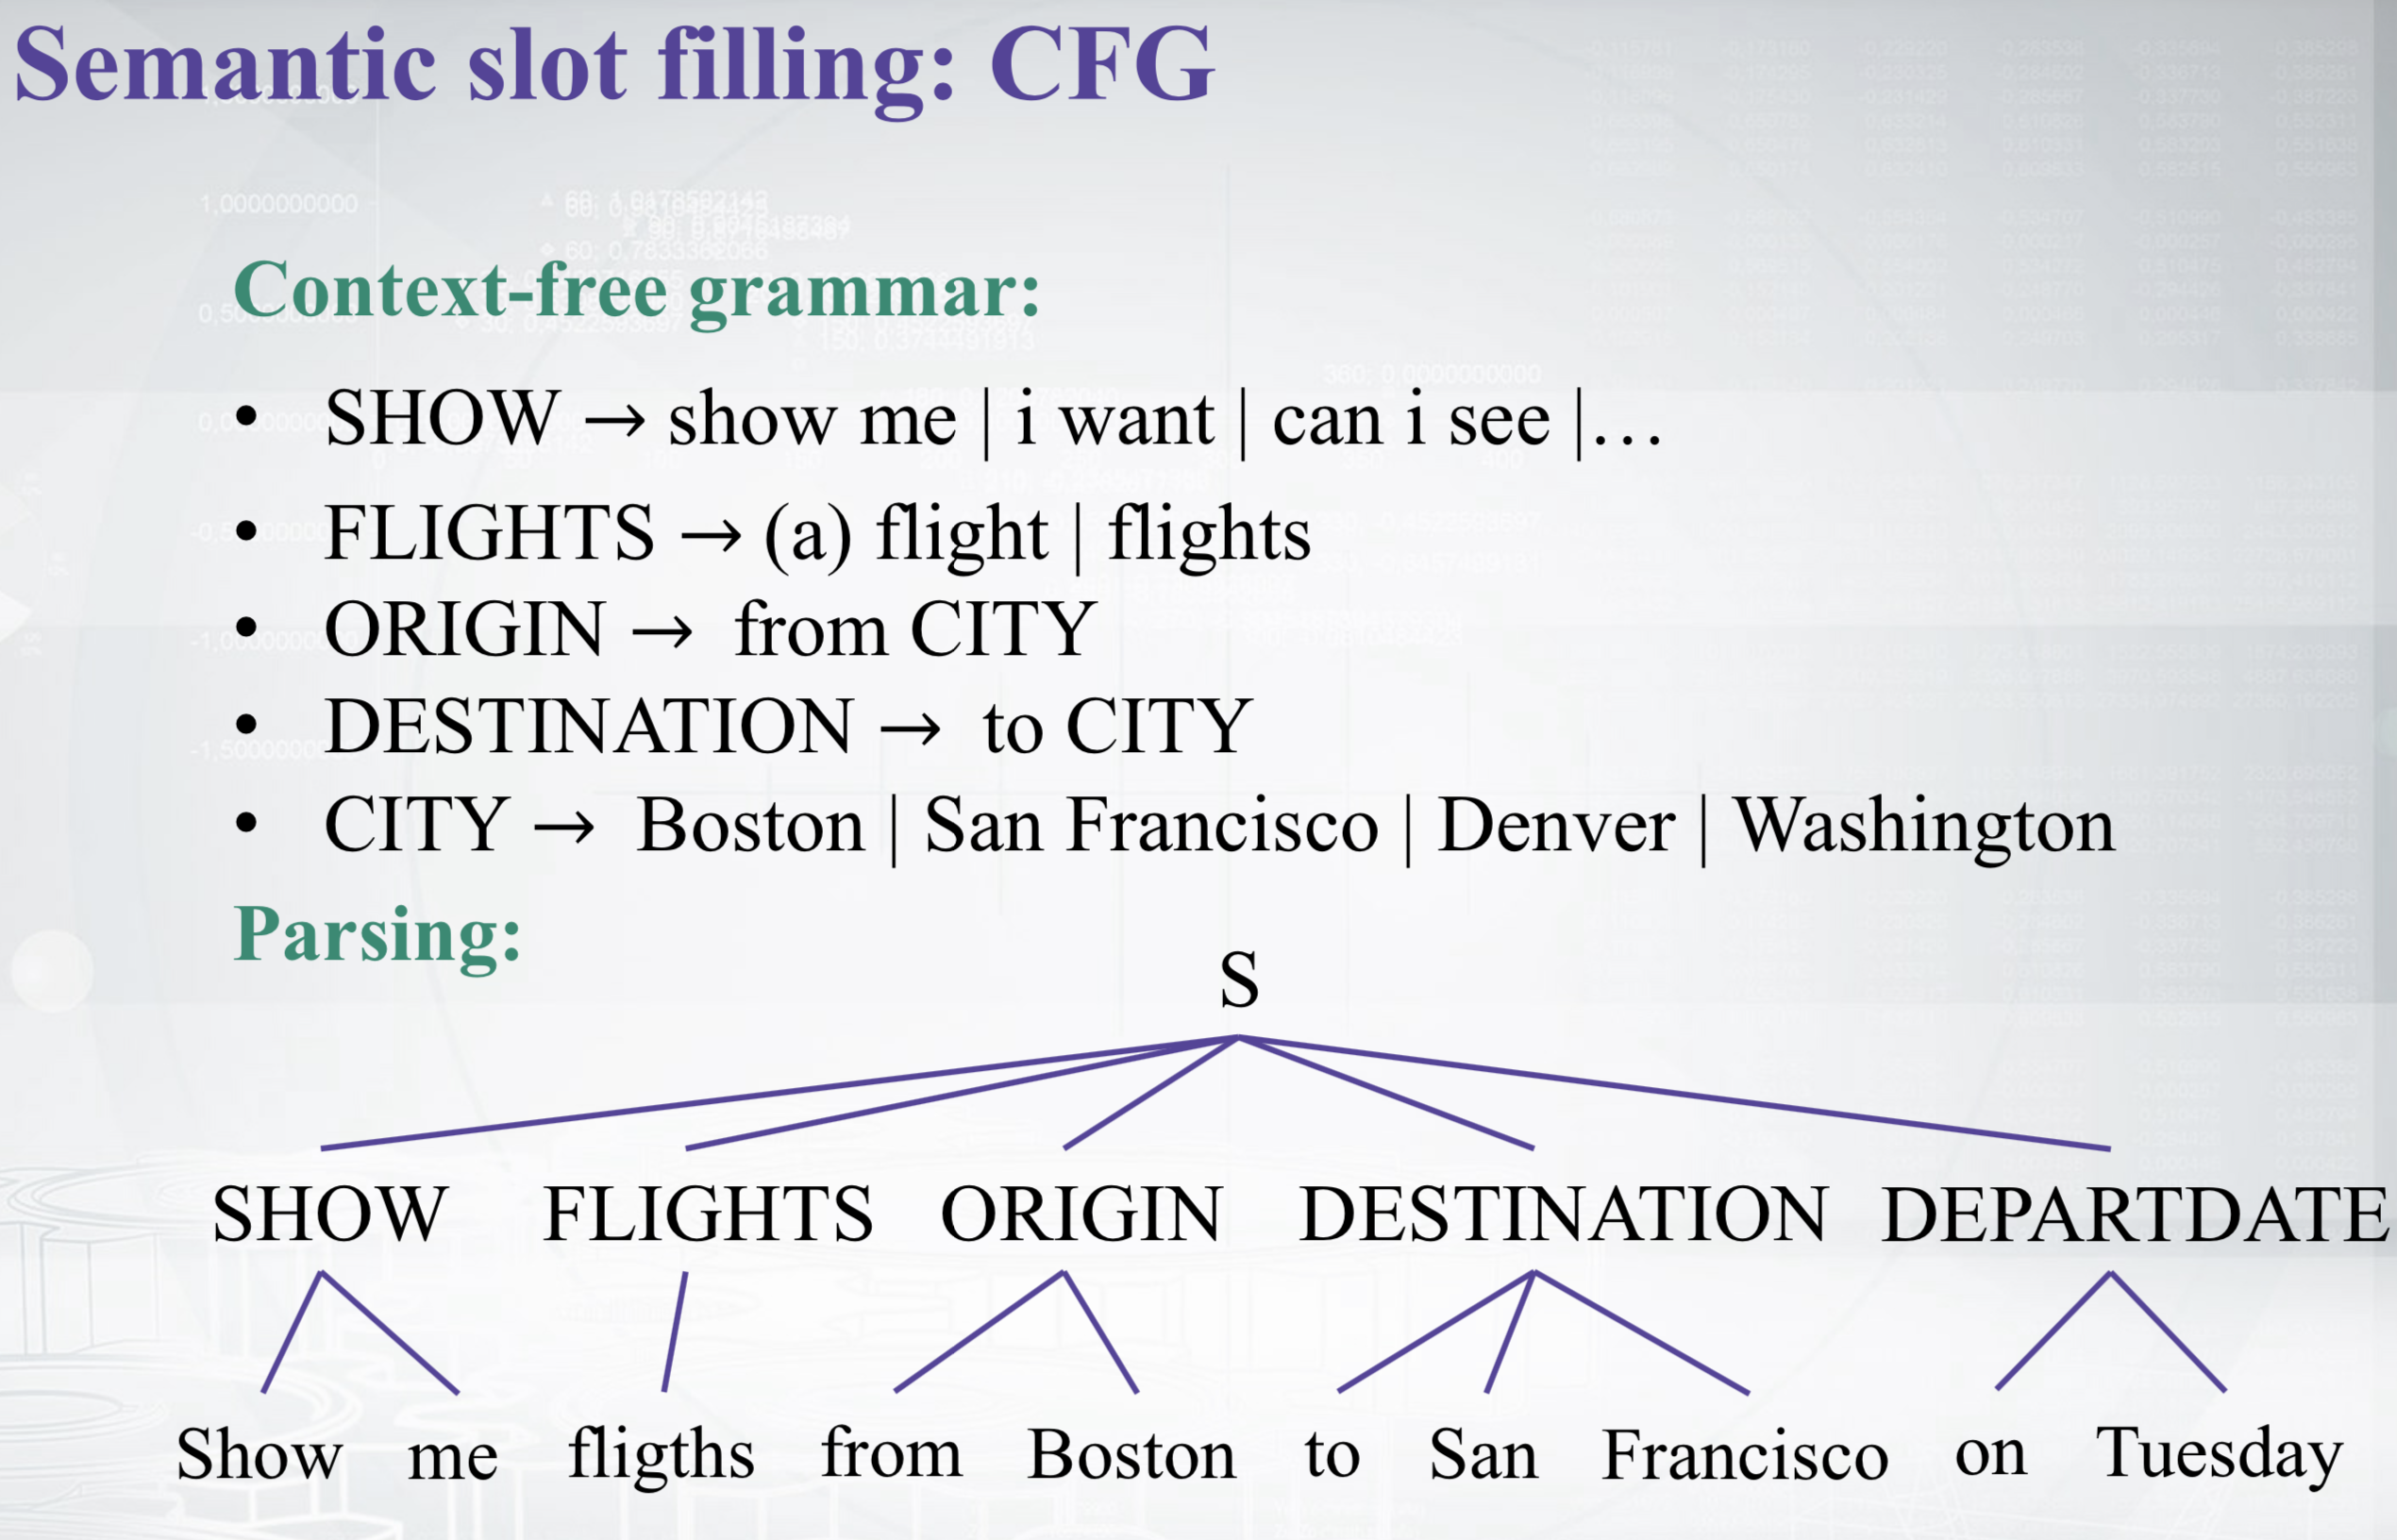 Semantic slot filling: CFG
Context-free grammar:
• SHOW → show me | i want | can i see |…
• FLIGHTS → (a) flight | flights
• ORIGIN → from CITY
• DESTINATION → to CITY
• CITY → Boston | San Francisco | Denver | Washington
Parsing:
S
SHOW FLIGHTS ORIGIN DESTINATION DEPARTDATE
Show me fligths from Boston to San Francisco on Tuesday